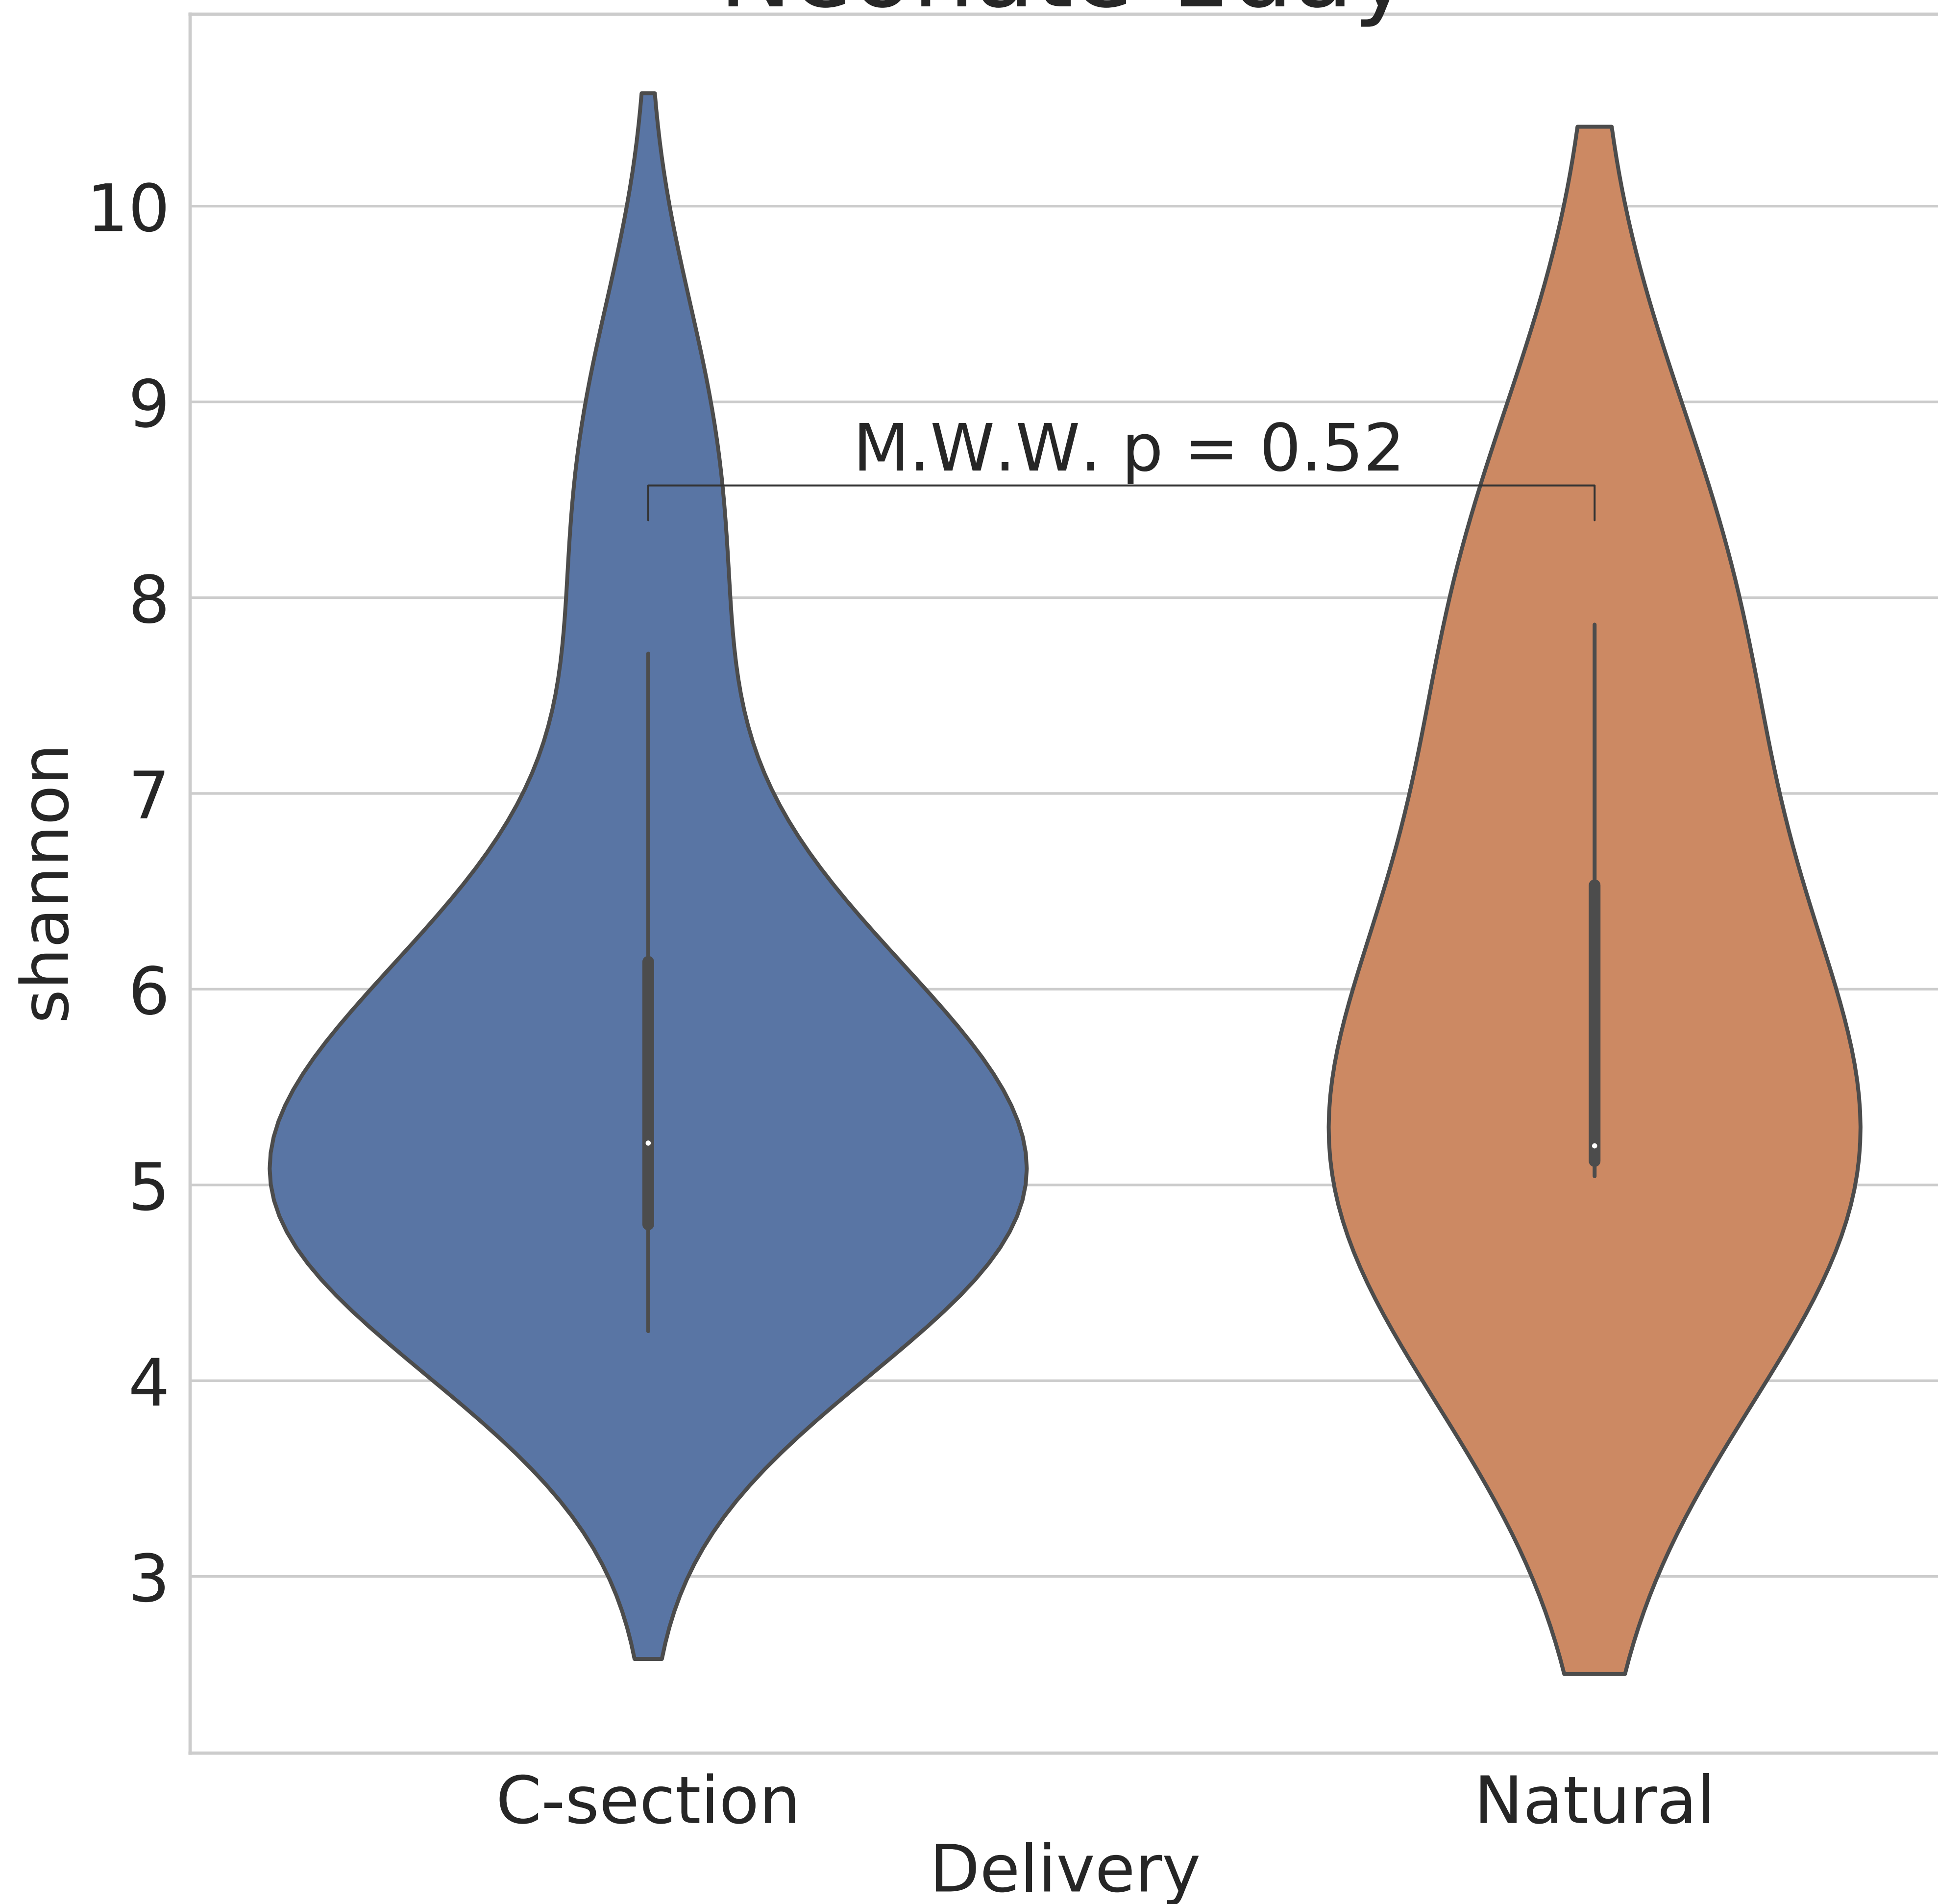 10
9
M.W.W. p = 0.52
8
7
shannon
6
5
4
3
C-section
Natural
Delivery